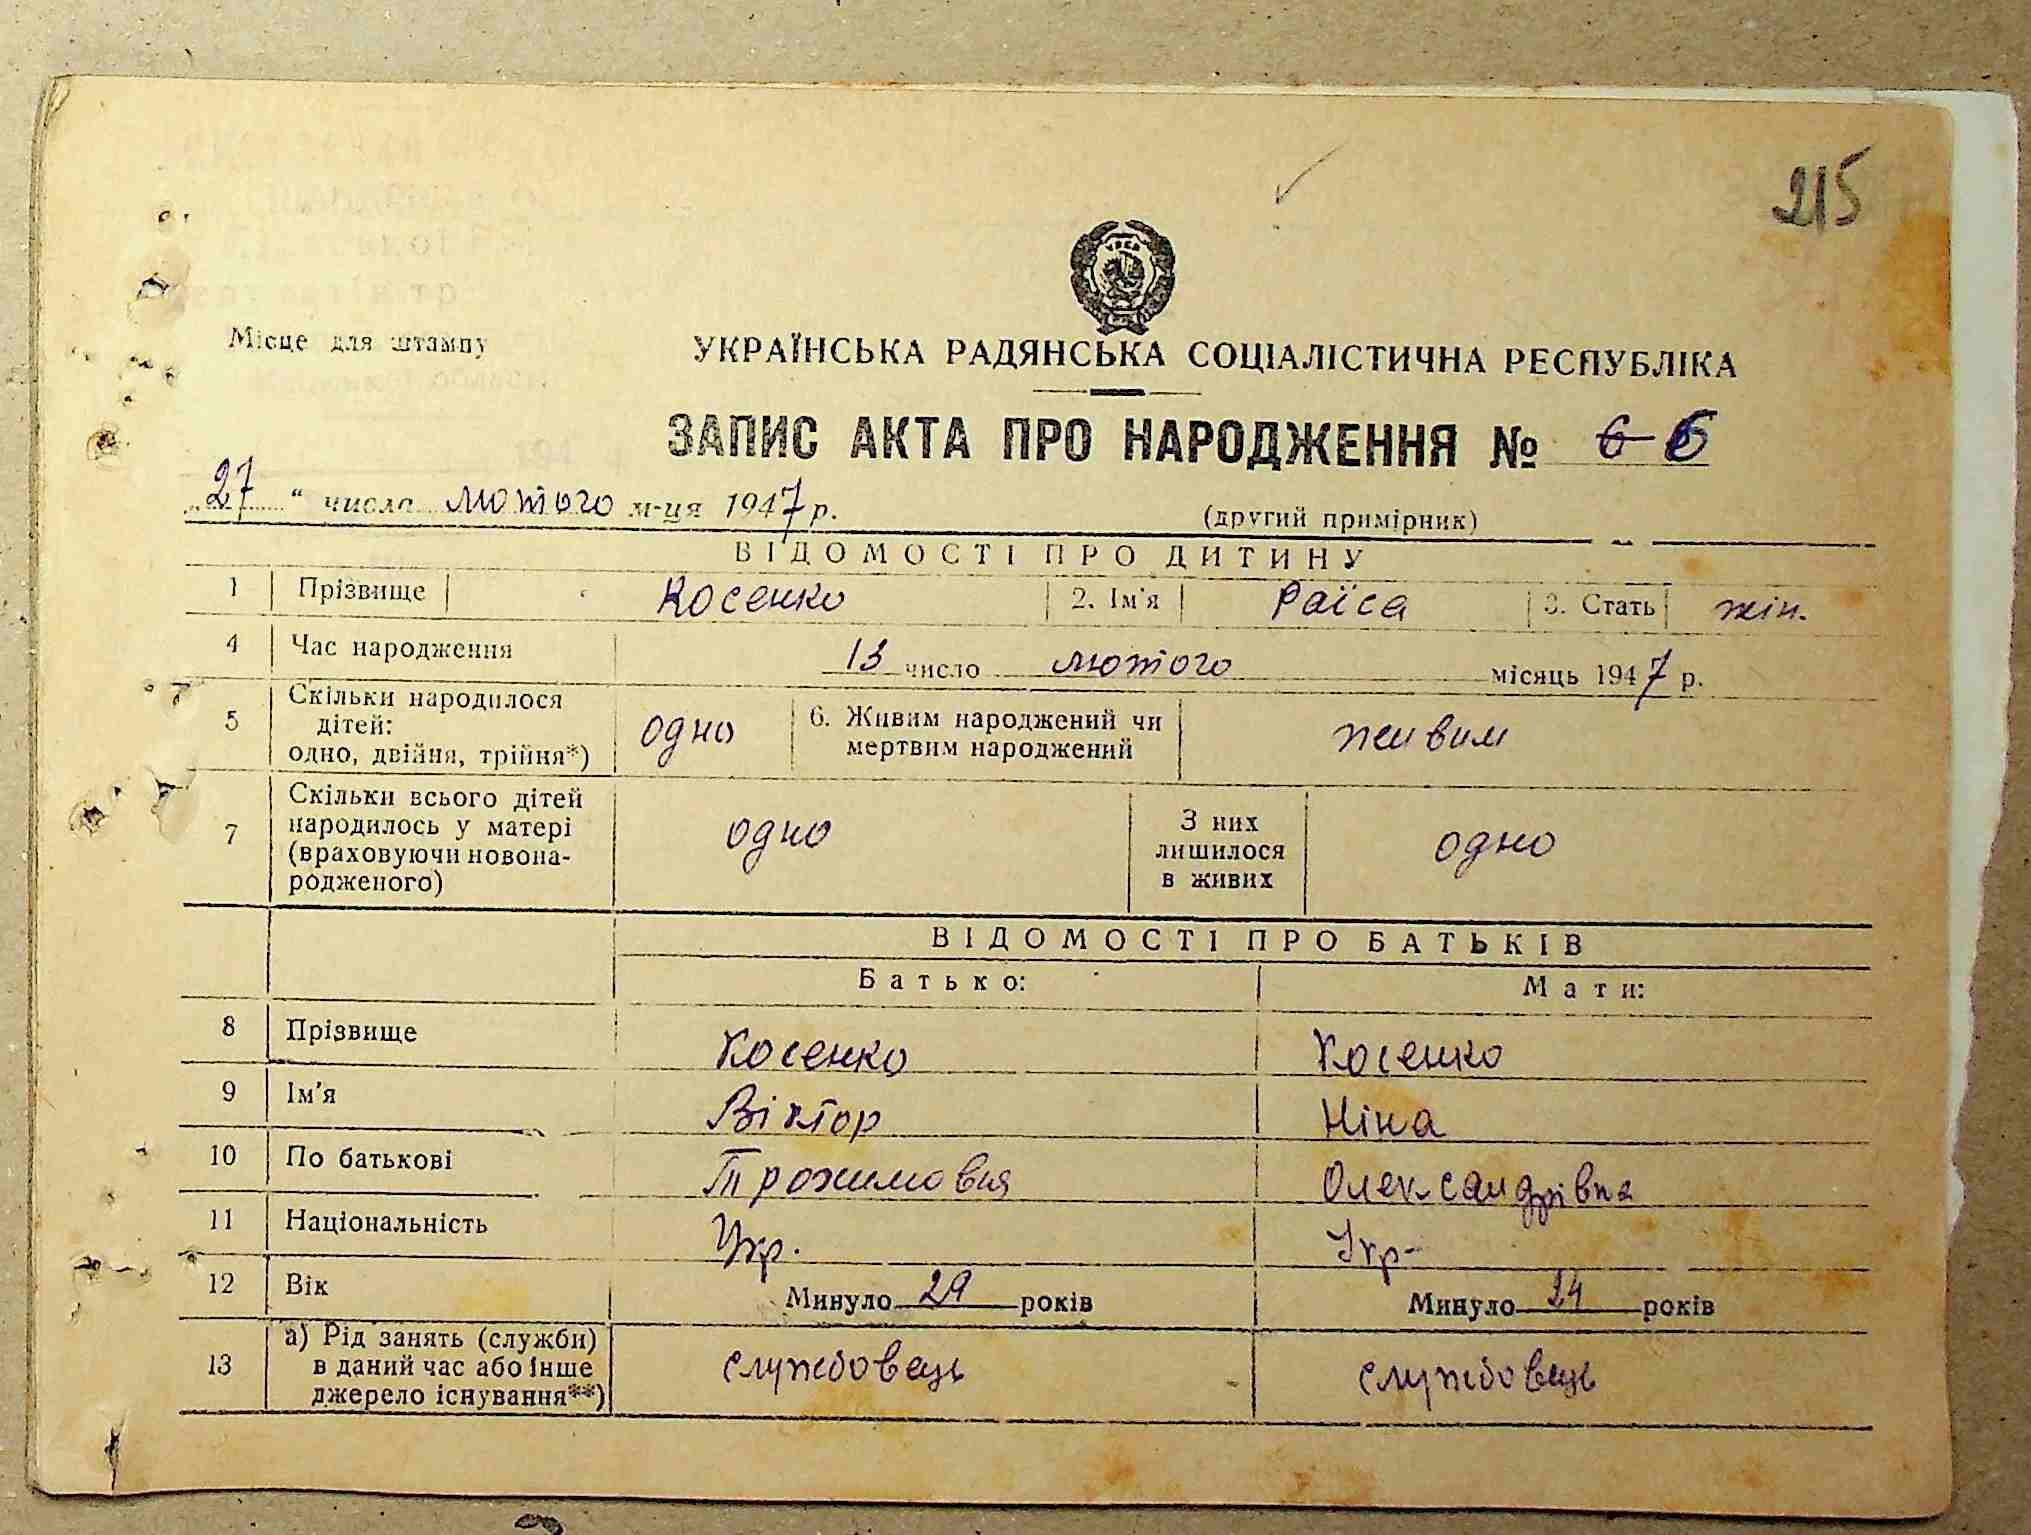 215
Місце для штампу
УКРАЇНСЬКА РАДЯНСЬКА СОЦІАЛІСТИЧНА РЕСПУБЛІКА
ЗАПИС АКТА ПРО НАРОДЖЕННЯ № 6
„27“ числа лютого м-ця 1947 р.
(другий примірник)
ВІДОМОСТІ ПРО ДИТИНУ
1 Прізвище Косенко 2. Ім'я Раїса 3. Стать жін.
4 Час народження 13 число лютого місяць 1947 р.
5 Скільки народилося дітей: одно, двійня, трійня*) одно 6. Живим народжений чи мертвим народжений живим
7 Скільки всього дітей народилось у матері (враховуючи новона-родженого) одно З них лишилося в живих одно
ВІДОМОСТІ ПРО БАТЬКІВ
Батько: Мати:
8 Прізвище Косенко Косенко
9 Ім'я Віктор Ніна
10 По батькові Трохимович Олександрівна
11 Національність Укр. Укр-
12 Вік Минуло 29 років Минуло 24 років
13 а) Рід занять (служби) в даний час або інше джерело існування**) службовець службовець